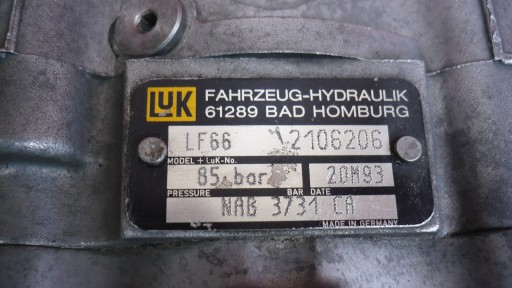 LUK FAHRZEUG-HYDRAULIK
61289 BAD HOMBURG
LF66 2106206
MODEL + LuK-No.
85 bar 20M93
PRESSURE BAR DATE
NAB 3731 CA
MADE IN GERMANY